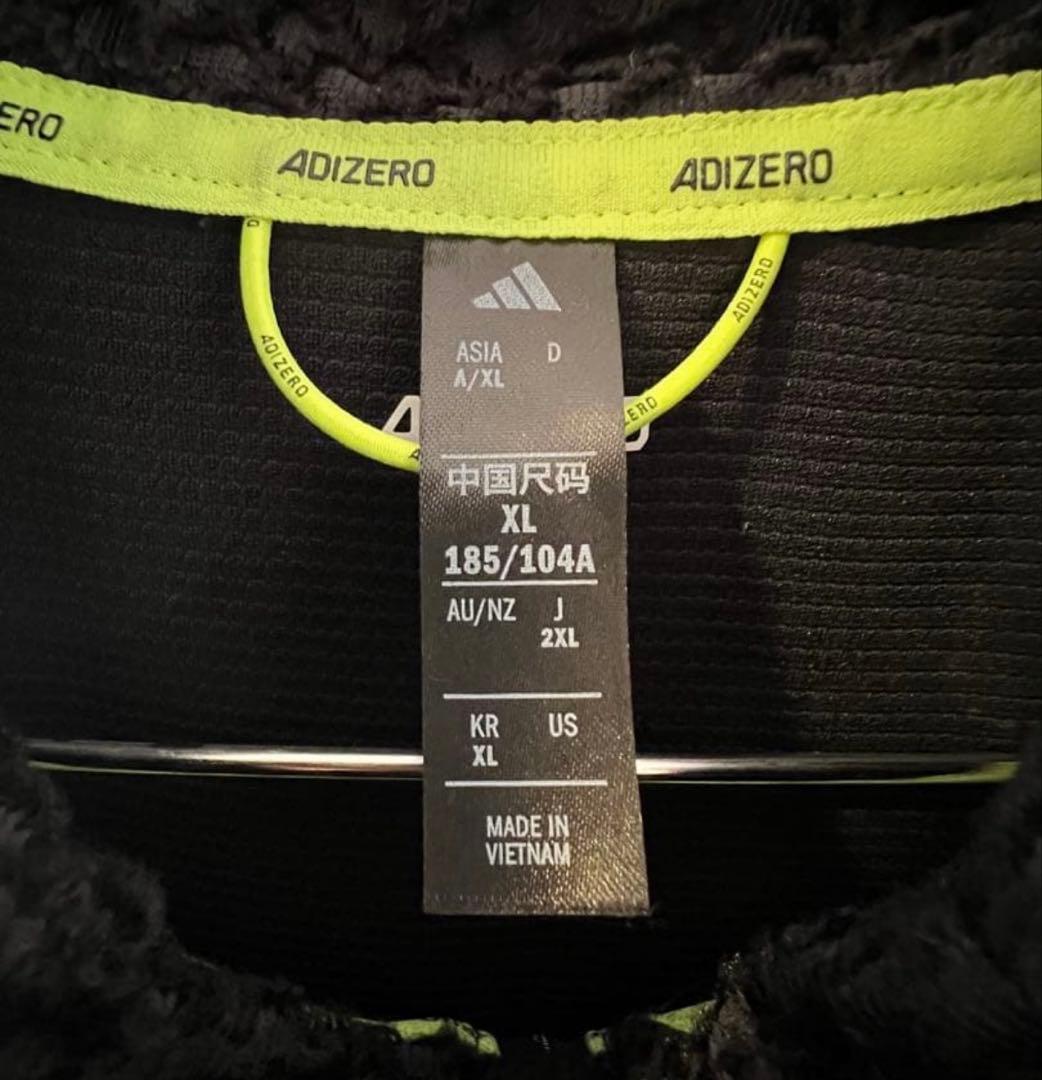 ERO
ADIZERO
ADIZERO
ADIZERO
ADIZERO
ERO
ASIA D
A/XL
中国尺码
XL
185/104A
AU/NZ J
2XL
KR US
XL
MADE IN
VIETNAM